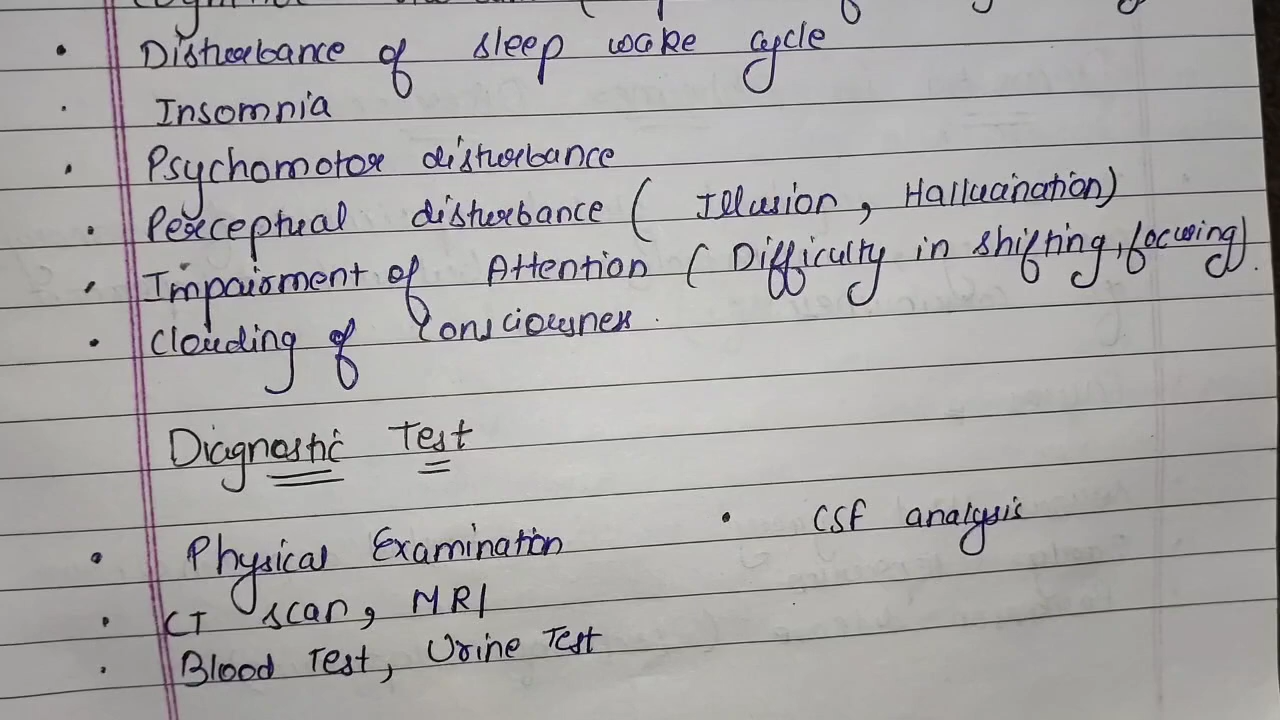 • Disturbance of sleep wake cycle
• Insomnia
• Psychomotor disturbance
• Perceptual disturbance ( Illusion, Hallucination)
• Impairment of Attention ( Difficulty in shifting, focusing)
• Clouding of Consciousness.
Diagnostic Test
• Physical Examination • CSF analysis
• CT scan, MRI
• Blood Test, Urine Test